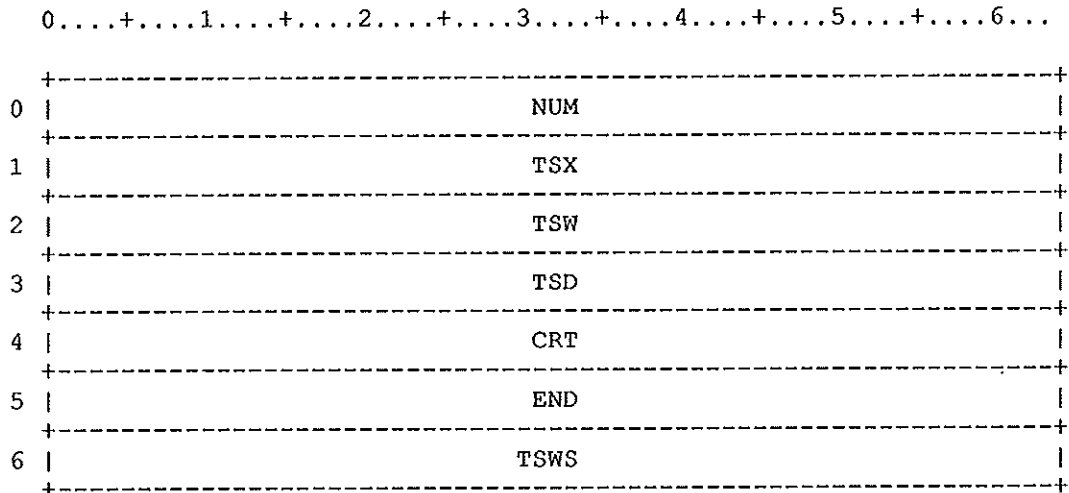 0....+....1....+....2....+....3....+....4....+....5....+....6...
+---------------------------------------------------------------+
0 | NUM |
+---------------------------------------------------------------+
1 | TSX |
+---------------------------------------------------------------+
2 | TSW |
+---------------------------------------------------------------+
3 | TSD |
+---------------------------------------------------------------+
4 | CRT |
+---------------------------------------------------------------+
5 | END |
+---------------------------------------------------------------+
6 | TSWS |
+---------------------------------------------------------------+